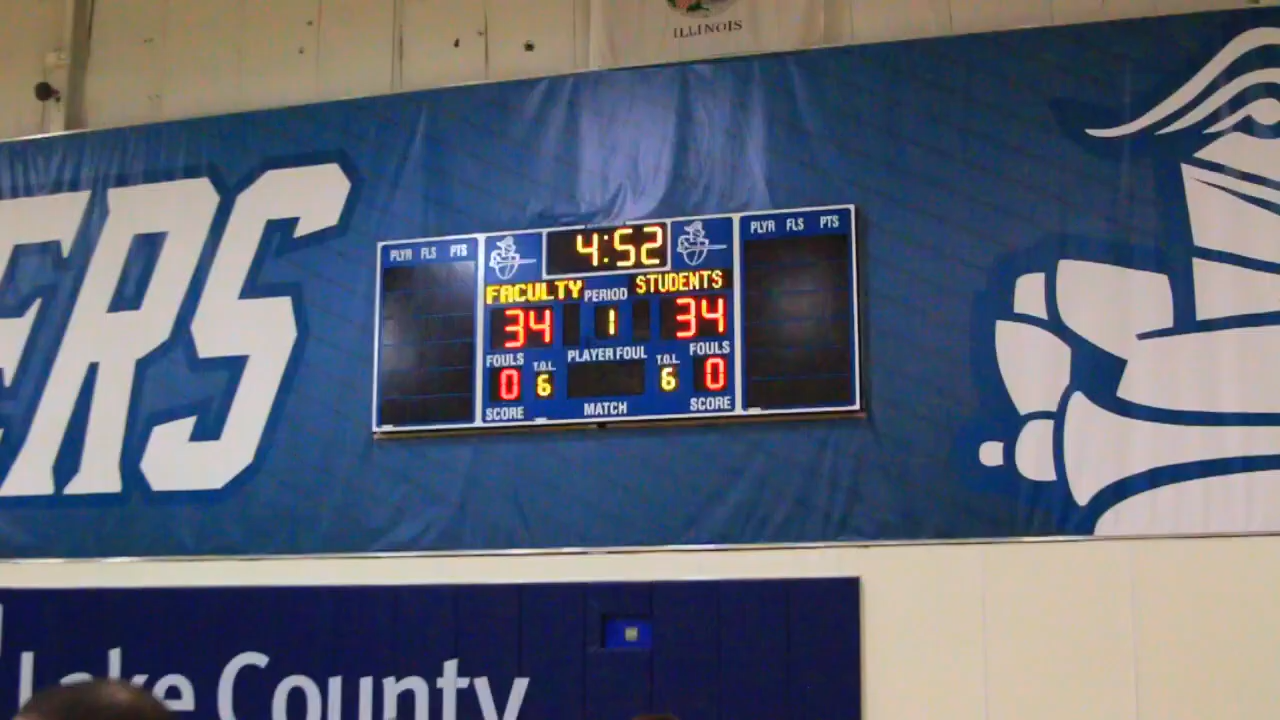 ILLINOIS
ERS
PLYR FLS PTS
4:52
PLYR FLS PTS
FACULTY PERIOD STUDENTS
34 1 34
FOULS T.O.L. PLAYER FOUL T.O.L. FOULS
0 6 6 0
SCORE MATCH SCORE
Lake County